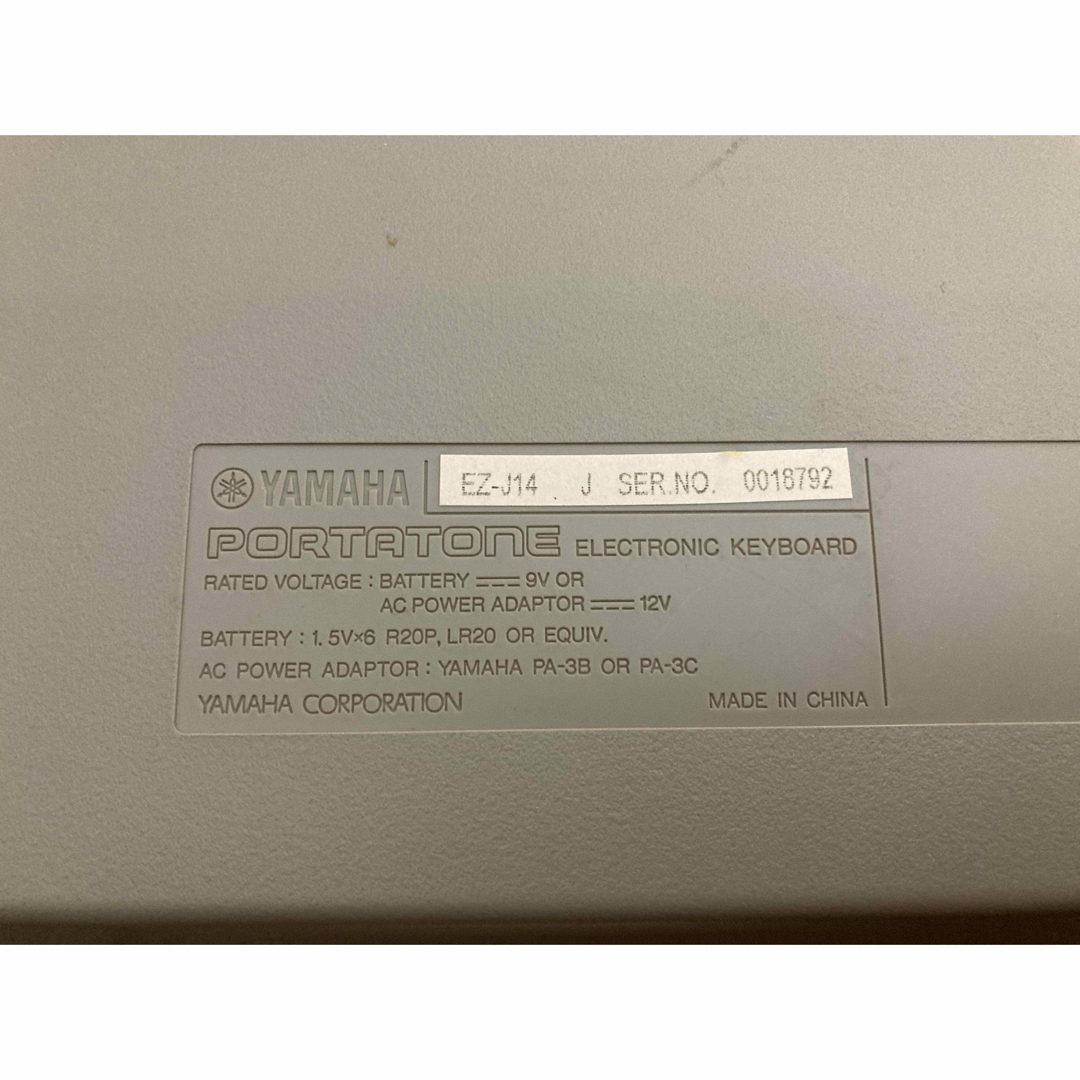 YAMAHA EZ-J14 J SER.NO. 0018792
PORTATONE ELECTRONIC KEYBOARD
RATED VOLTAGE : BATTERY ⎓ 9V OR
AC POWER ADAPTOR ⎓ 12V
BATTERY : 1.5V×6 R20P, LR20 OR EQUIV.
AC POWER ADAPTOR : YAMAHA PA-3B OR PA-3C
YAMAHA CORPORATION MADE IN CHINA